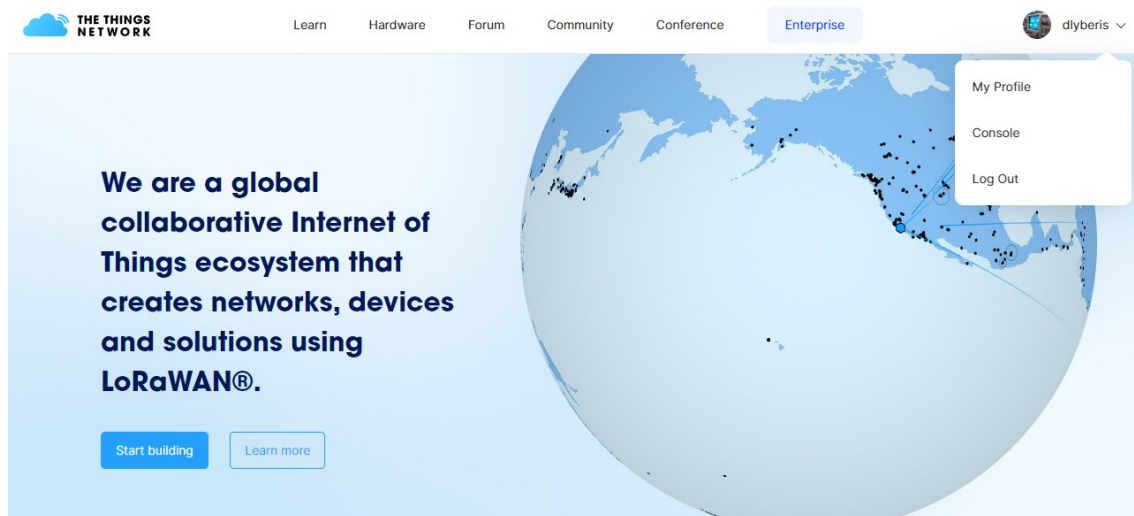 THE THINGS
NETWORK
Learn
Hardware
Forum
Community
Conference
Enterprise
dlyberis
My Profile
Console
Log Out
We are a global
collaborative Internet of
Things ecosystem that
creates networks, devices
and solutions using
LoRaWAN®.
Start building
Learn more